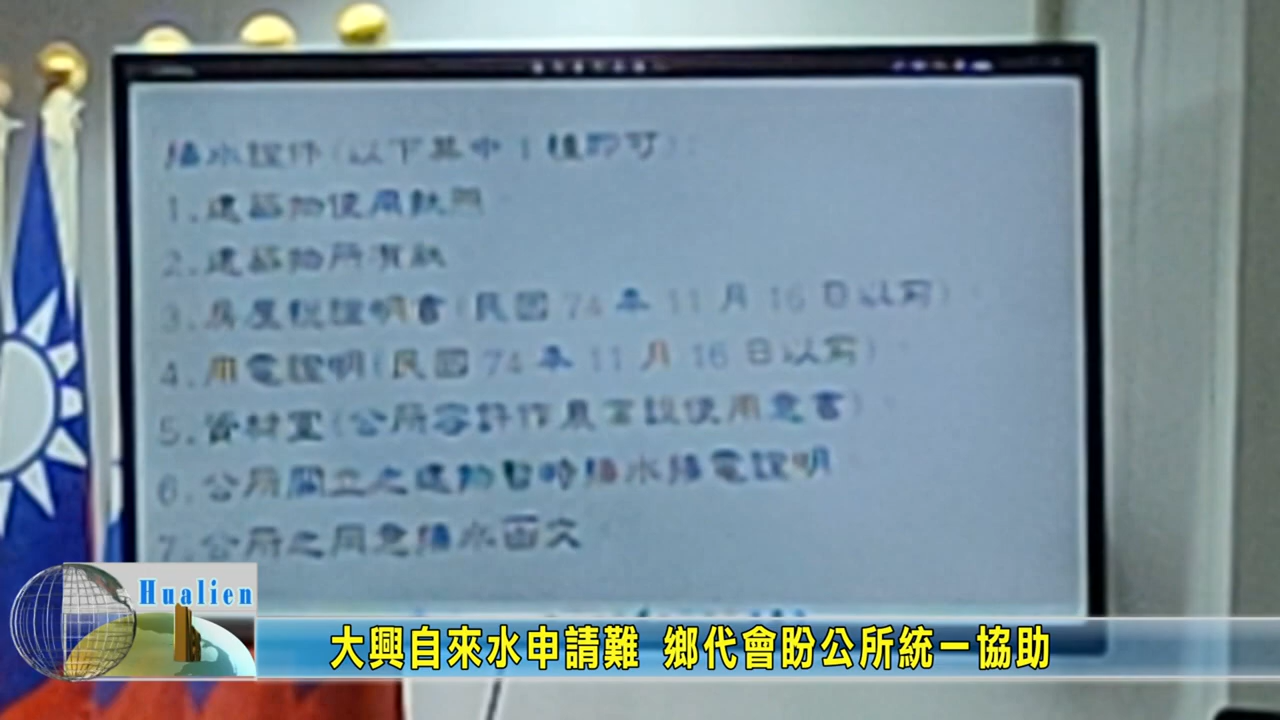 接水證件(以下其中1種即可):
1.建築物使用執照
2.建築物所有
3.房屋稅證明書(民國74年11月16日以前)
4.用電證明(民國74年11月16日以前)
5.資材室(公所容許作農 設使用 書)
6.公所 立之 暫時接水接電證明
7.公所之同意接水函文
Hualien
大興自來水申請難 鄉代會盼公所統一協助